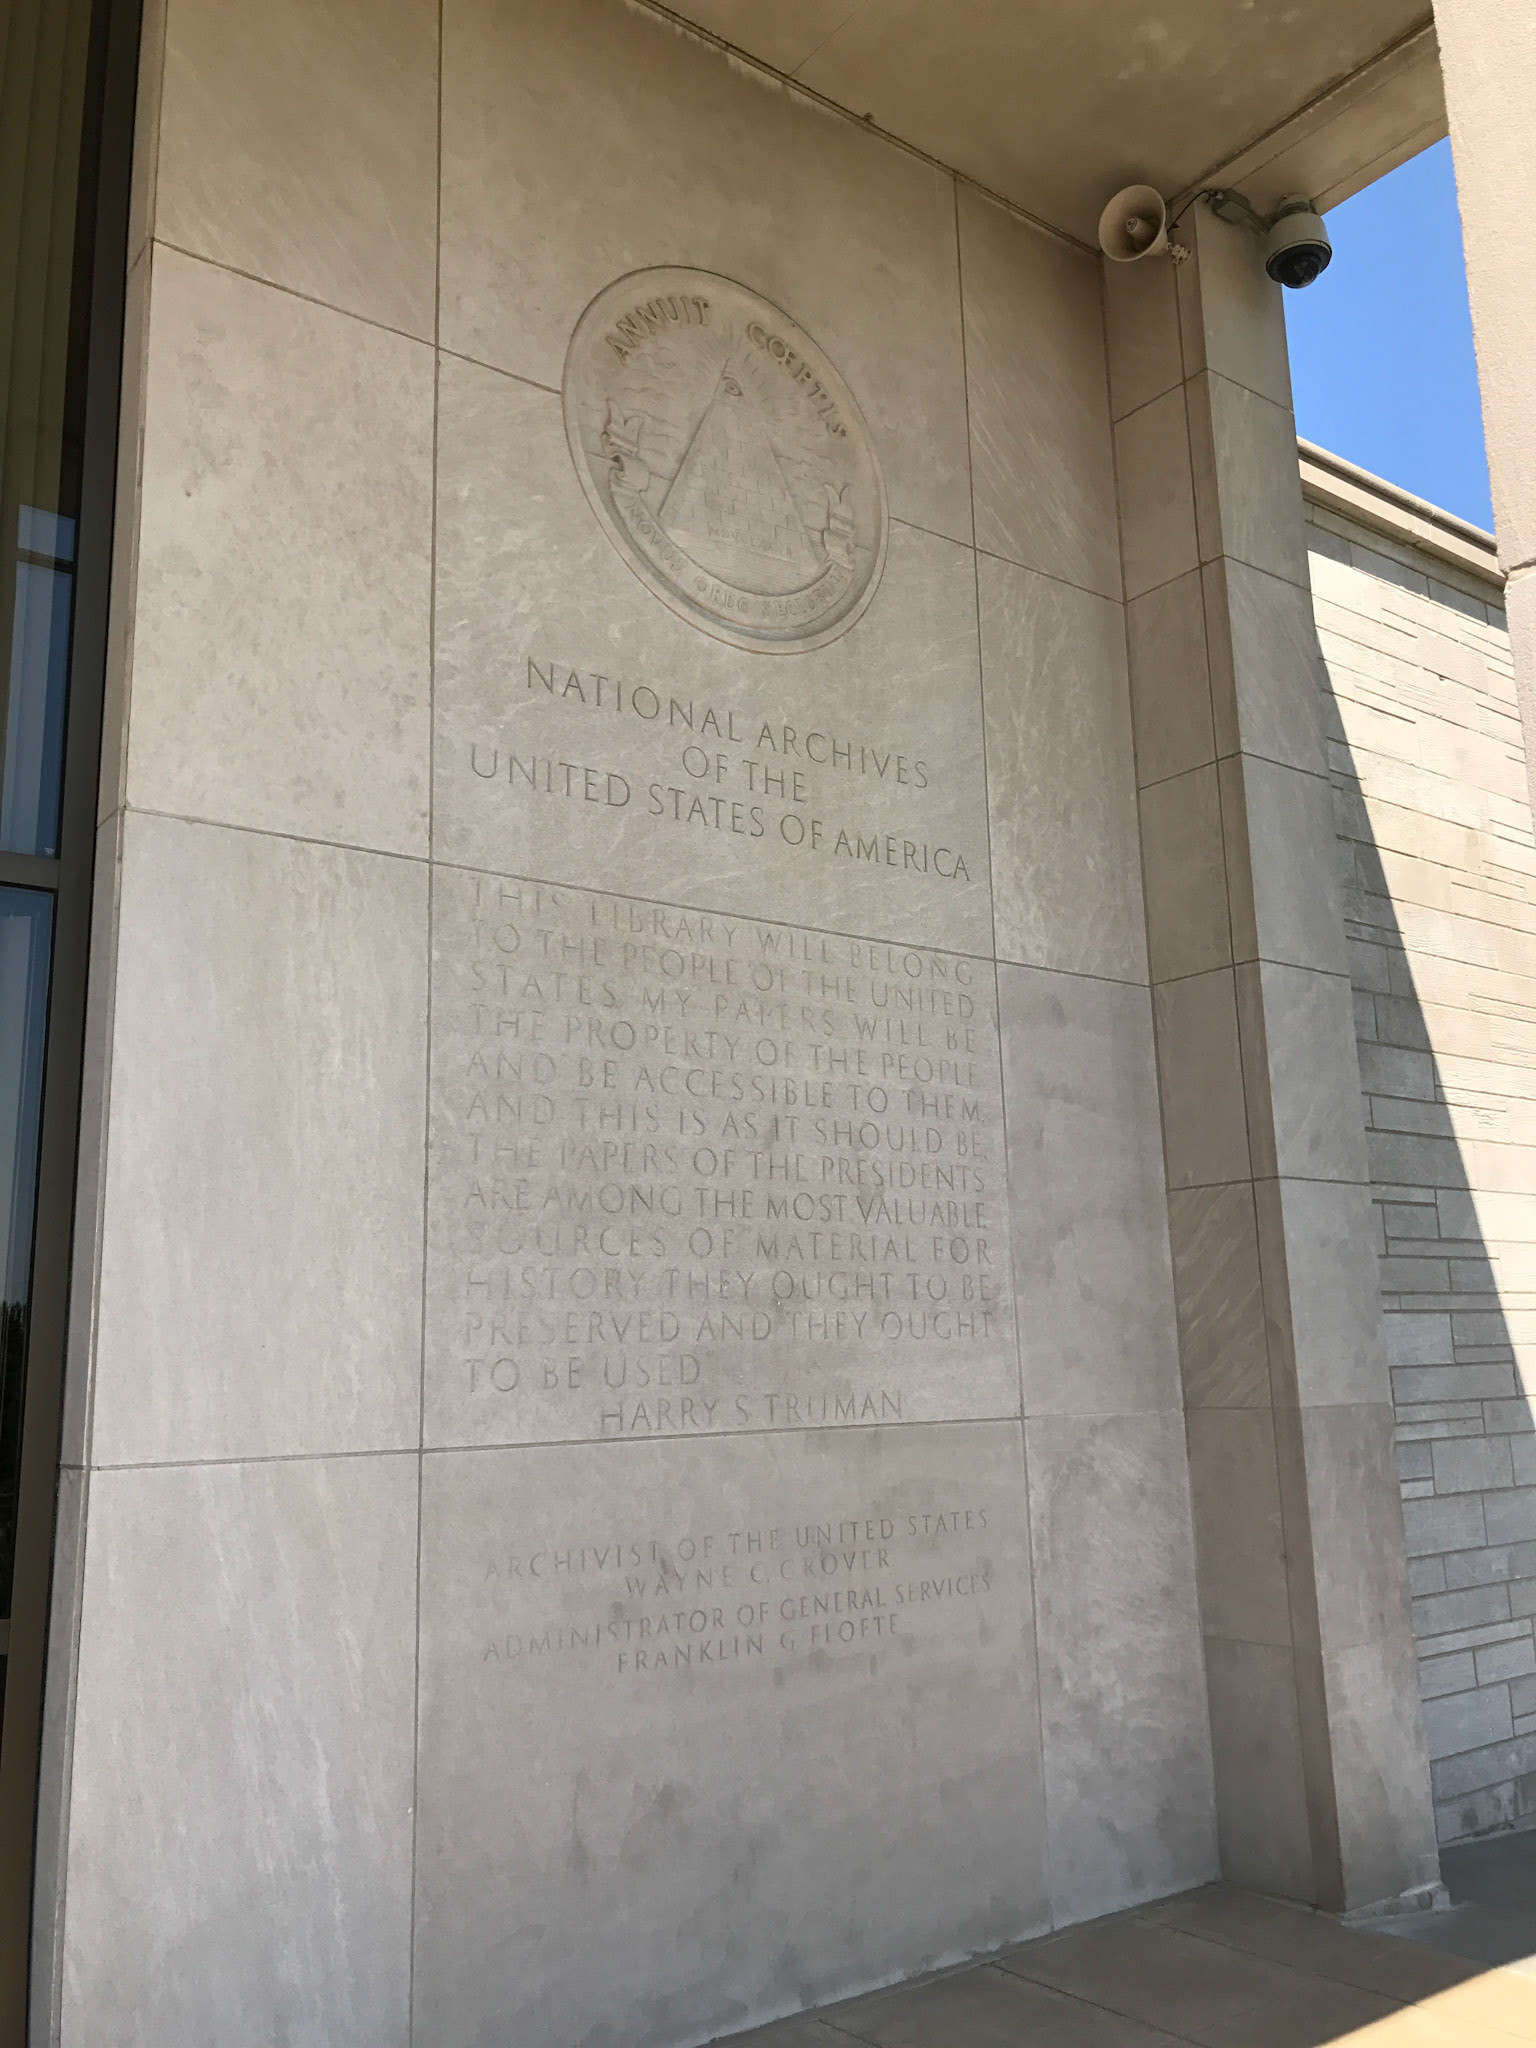 ANNUIT CŒPTIS
NOVUS ORDO SECLORUM
NATIONAL ARCHIVES
OF THE
UNITED STATES OF AMERICA
THIS LIBRARY WILL BELONG
TO THE PEOPLE OF THE UNITED
STATES MY PAPERS WILL BE
THE PROPERTY OF THE PEOPLE
AND BE ACCESSIBLE TO THEM.
AND THIS IS AS IT SHOULD BE.
THE PAPERS OF THE PRESIDENTS
ARE AMONG THE MOST VALUABLE
SOURCES OF MATERIAL FOR
HISTORY THEY OUGHT TO BE
PRESERVED AND THEY OUGHT
TO BE USED
HARRY S TRUMAN
ARCHIVIST OF THE UNITED STATES
WAYNE C. GROVER
ADMINISTRATOR OF GENERAL SERVICES
FRANKLIN G FLOETE